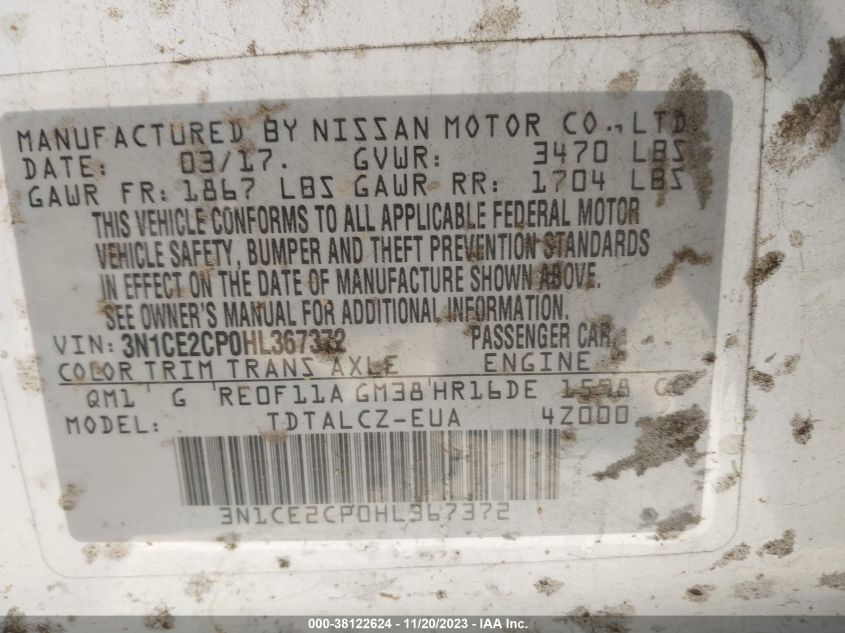 MANUFACTURED BY NISSAN MOTOR CO., LTD.
DATE: 03/17. GVWR: 3470 LBS
GAWR FR: 1867 LBS GAWR RR: 1704 LBS
THIS VEHICLE CONFORMS TO ALL APPLICABLE FEDERAL MOTOR
VEHICLE SAFETY, BUMPER AND THEFT PREVENTION STANDARDS
IN EFFECT ON THE DATE OF MANUFACTURE SHOWN ABOVE.
SEE OWNER'S MANUAL FOR ADDITIONAL INFORMATION.
VIN: 3N1CE2CP0HL367372 PASSENGER CAR
COLOR TRIM TRANS AXLE ENGINE
QM1 G RE0F11A GM38 HR16DE 1598 C
MODEL: TDTALCZ-EUA 4Z000
3N1CE2CP0HL367372
000-38122624 - 11/20/2023 - IAA Inc.